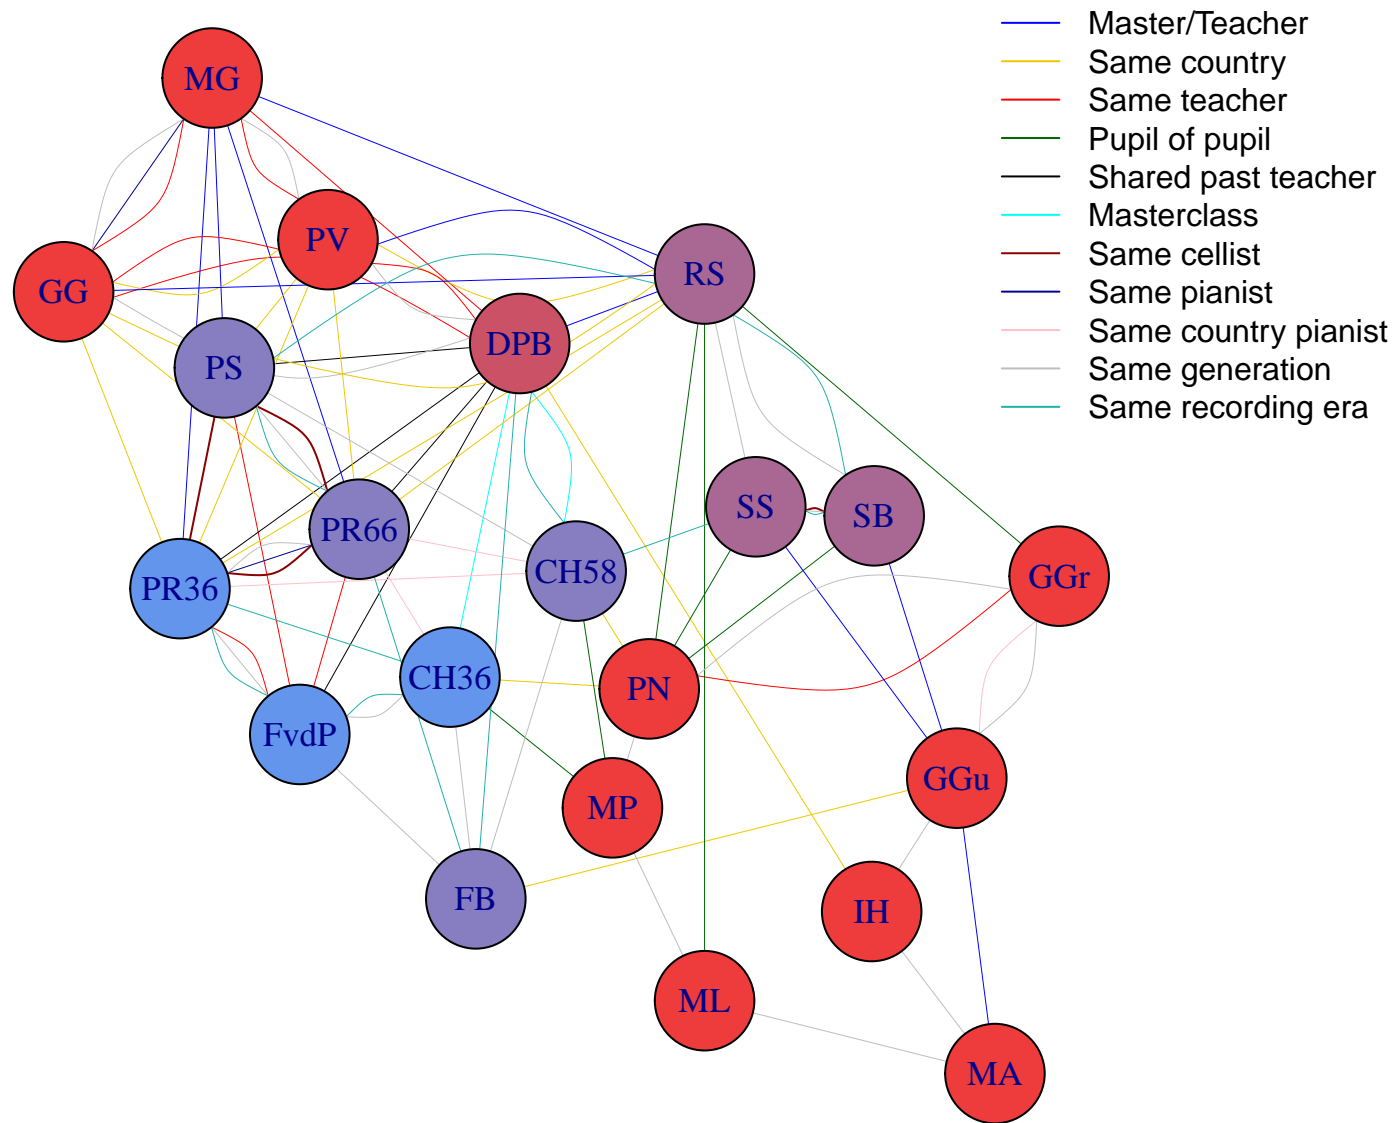 Master/Teacher
Same country
Same teacher
Pupil of pupil
Shared past teacher
Masterclass
Same cellist
Same pianist
Same country pianist
Same generation
Same recording era
MG
PV
RS
GG
DPB
PS
SS
SB
PR66
CH58
GGr
PR36
CH36
PN
FvdP
GGu
MP
FB
IH
ML
MA